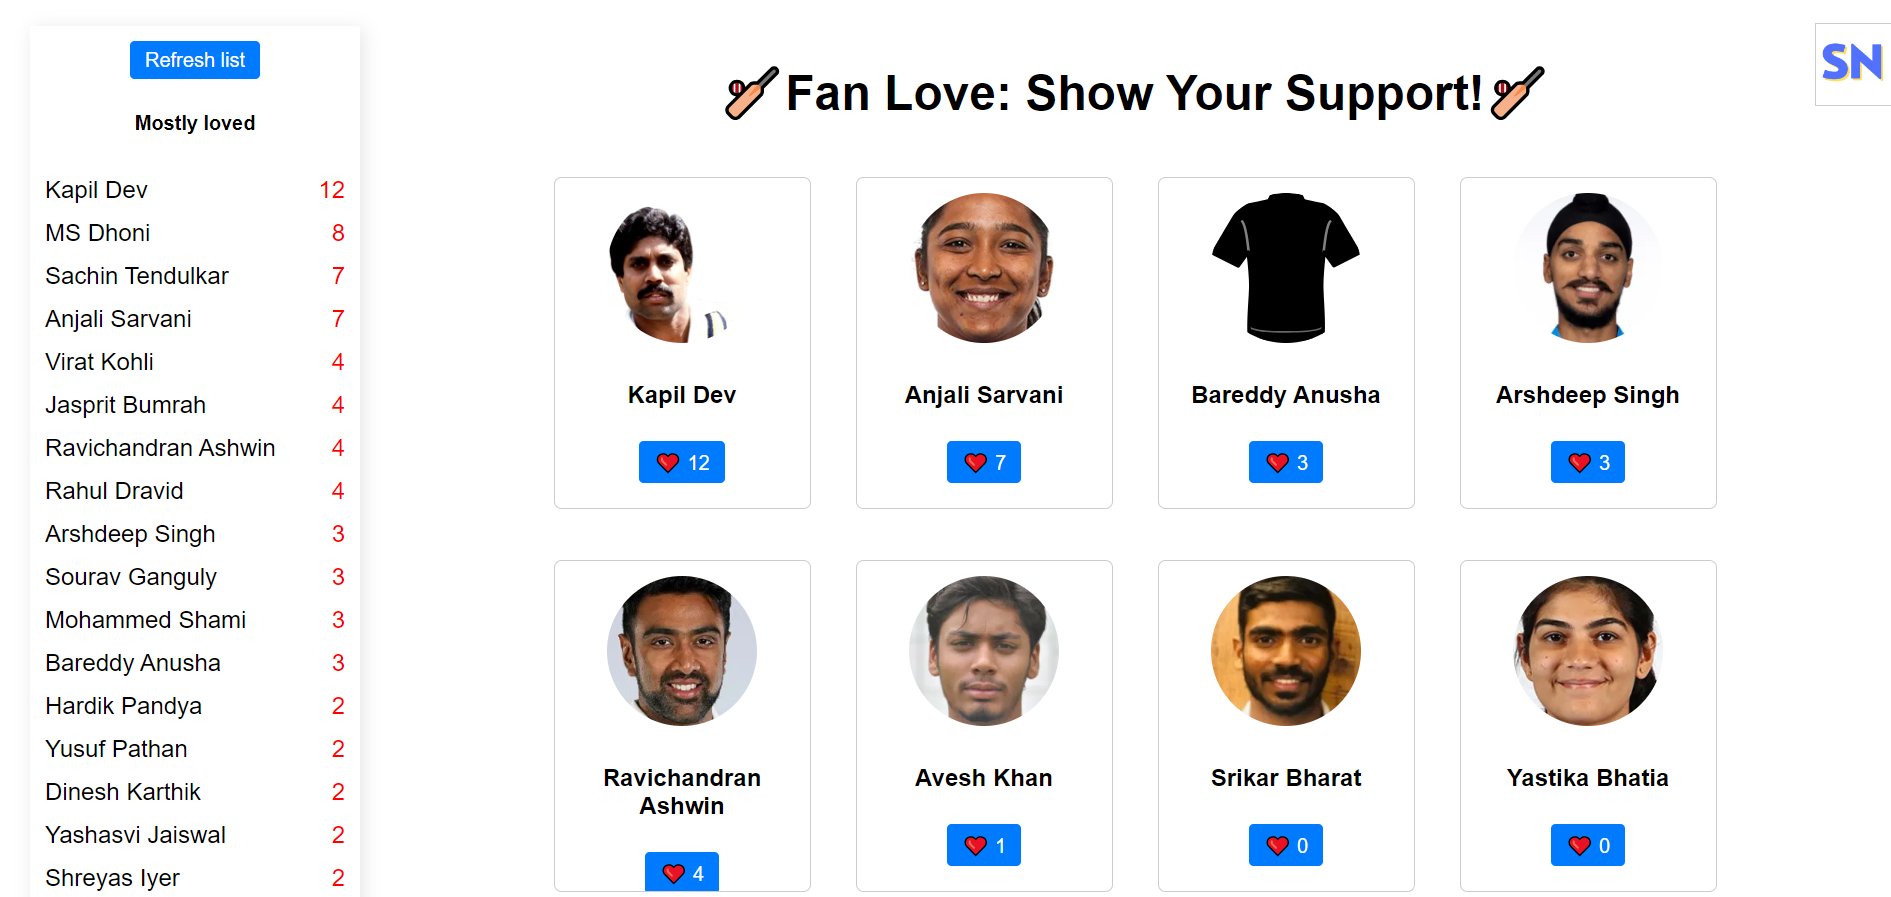 Refresh list
Mostly loved
Kapil Dev 12
MS Dhoni 8
Sachin Tendulkar 7
Anjali Sarvani 7
Virat Kohli 4
Jasprit Bumrah 4
Ravichandran Ashwin 4
Rahul Dravid 4
Arshdeep Singh 3
Sourav Ganguly 3
Mohammed Shami 3
Bareddy Anusha 3
Hardik Pandya 2
Yusuf Pathan 2
Dinesh Karthik 2
Yashasvi Jaiswal 2
Shreyas Iyer 2
Fan Love: Show Your Support!
SN
Kapil Dev
12
Anjali Sarvani
7
Bareddy Anusha
3
Arshdeep Singh
3
Ravichandran
Ashwin
4
Avesh Khan
1
Srikar Bharat
0
Yastika Bhatia
0